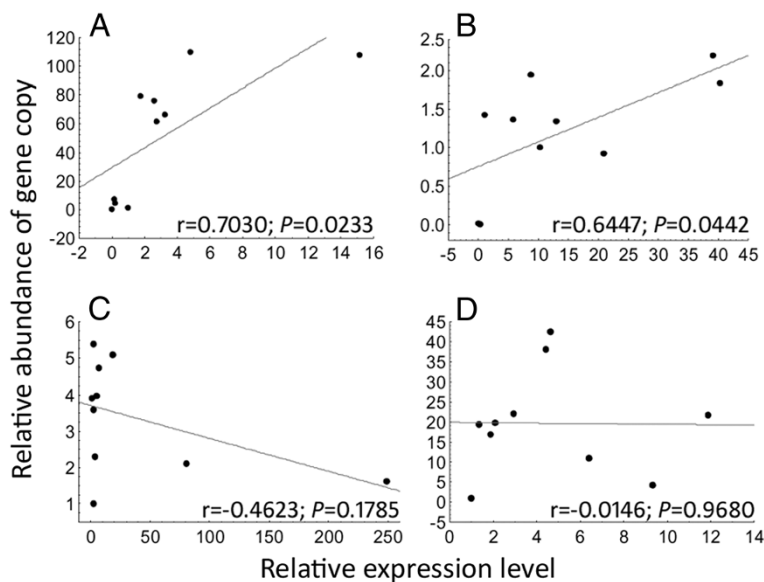 A
B
120
100
80
60
40
20
0
-20
-2 0 2 4 6 8 10 12 14 16
r=0.7030; P=0.0233
2.5
2.0
1.5
1.0
0.5
0.0
-5 0 5 10 15 20 25 30 35 40 45
r=0.6447; P=0.0442
Relative abundance of gene copy
C
D
6
5
4
3
2
1
0 50 100 150 200 250
r=-0.4623; P=0.1785
45
40
35
30
25
20
15
10
5
0
-5
0 2 4 6 8 10 12 14
r=-0.0146; P=0.9680
Relative expression level